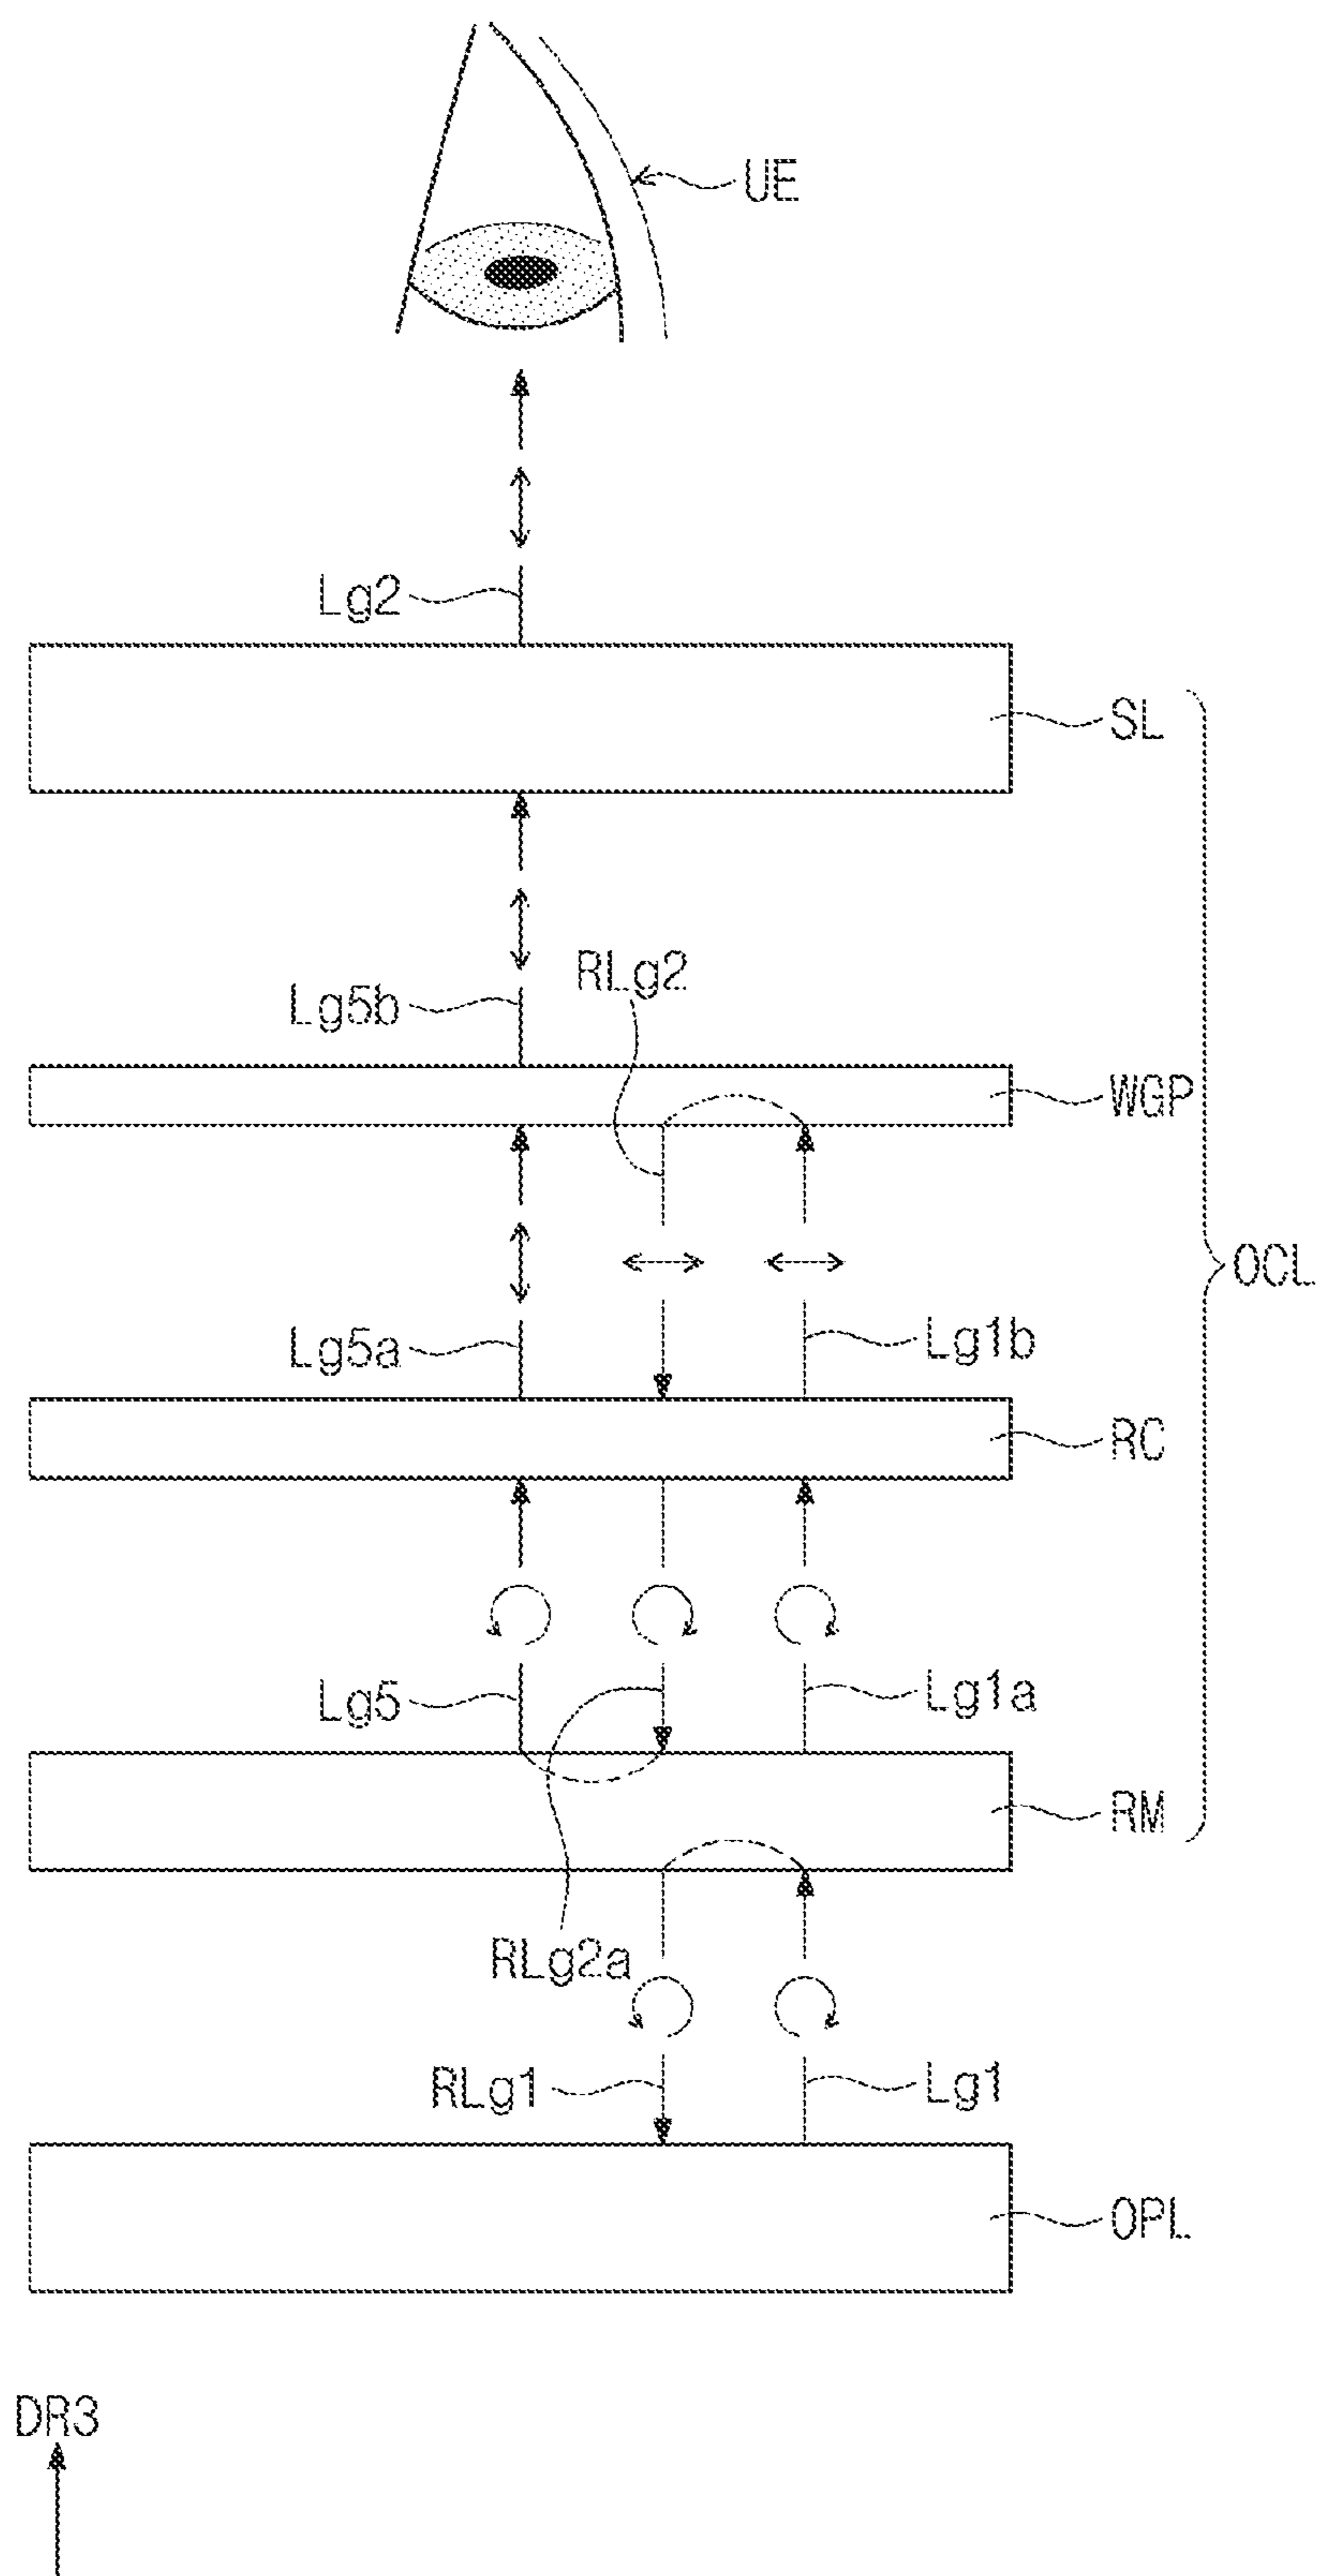 UE
Lg2
SL
RLg2
Lg5b
WGP
OCL
Lg5a
Lg1b
RC
Lg5
Lg1a
RM
RLg2a
RLg1
Lg1
OPL
DR3